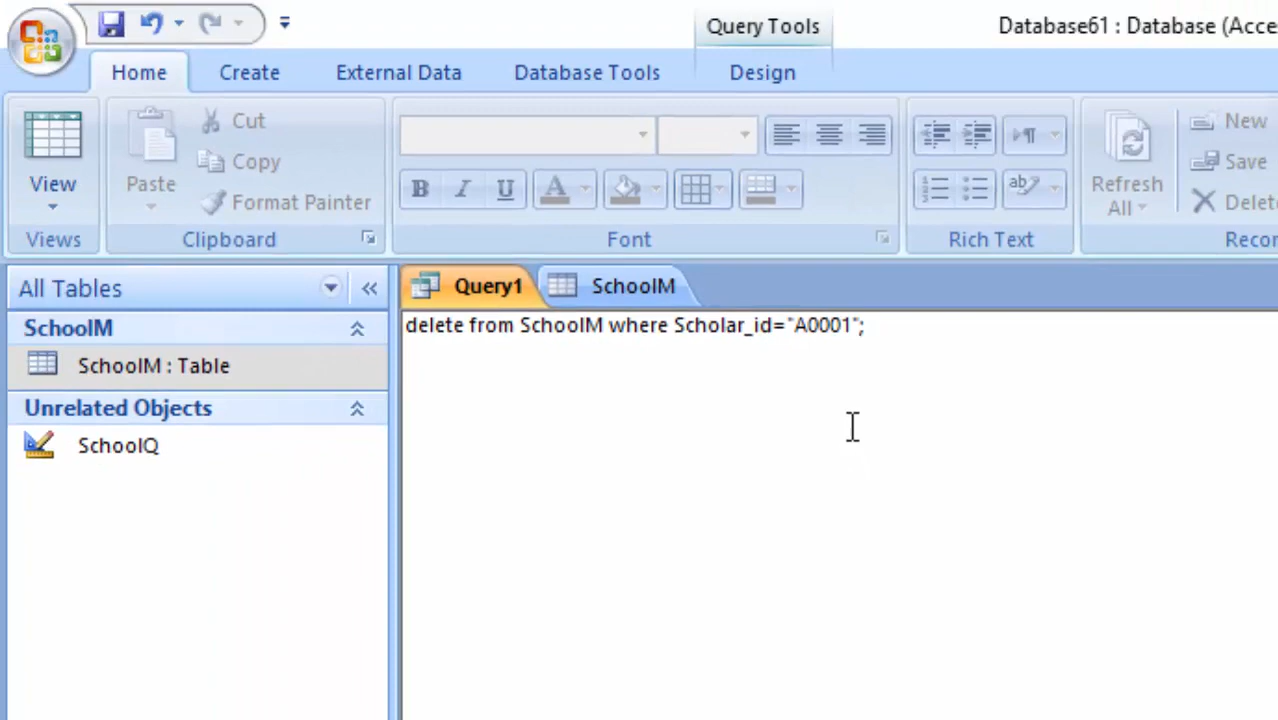 Query Tools
Database61 : Database (Acce
Home Create External Data Database Tools Design
View
Views
Paste
Cut
Copy
Format Painter
Clipboard
B I U A
Font
ab
Rich Text
Refresh
All
New
Save
Delete
Recor
All Tables
SchoolM
SchoolM : Table
Unrelated Objects
SchoolQ
Query1 SchoolM
delete from SchoolM where Scholar_id="A0001";